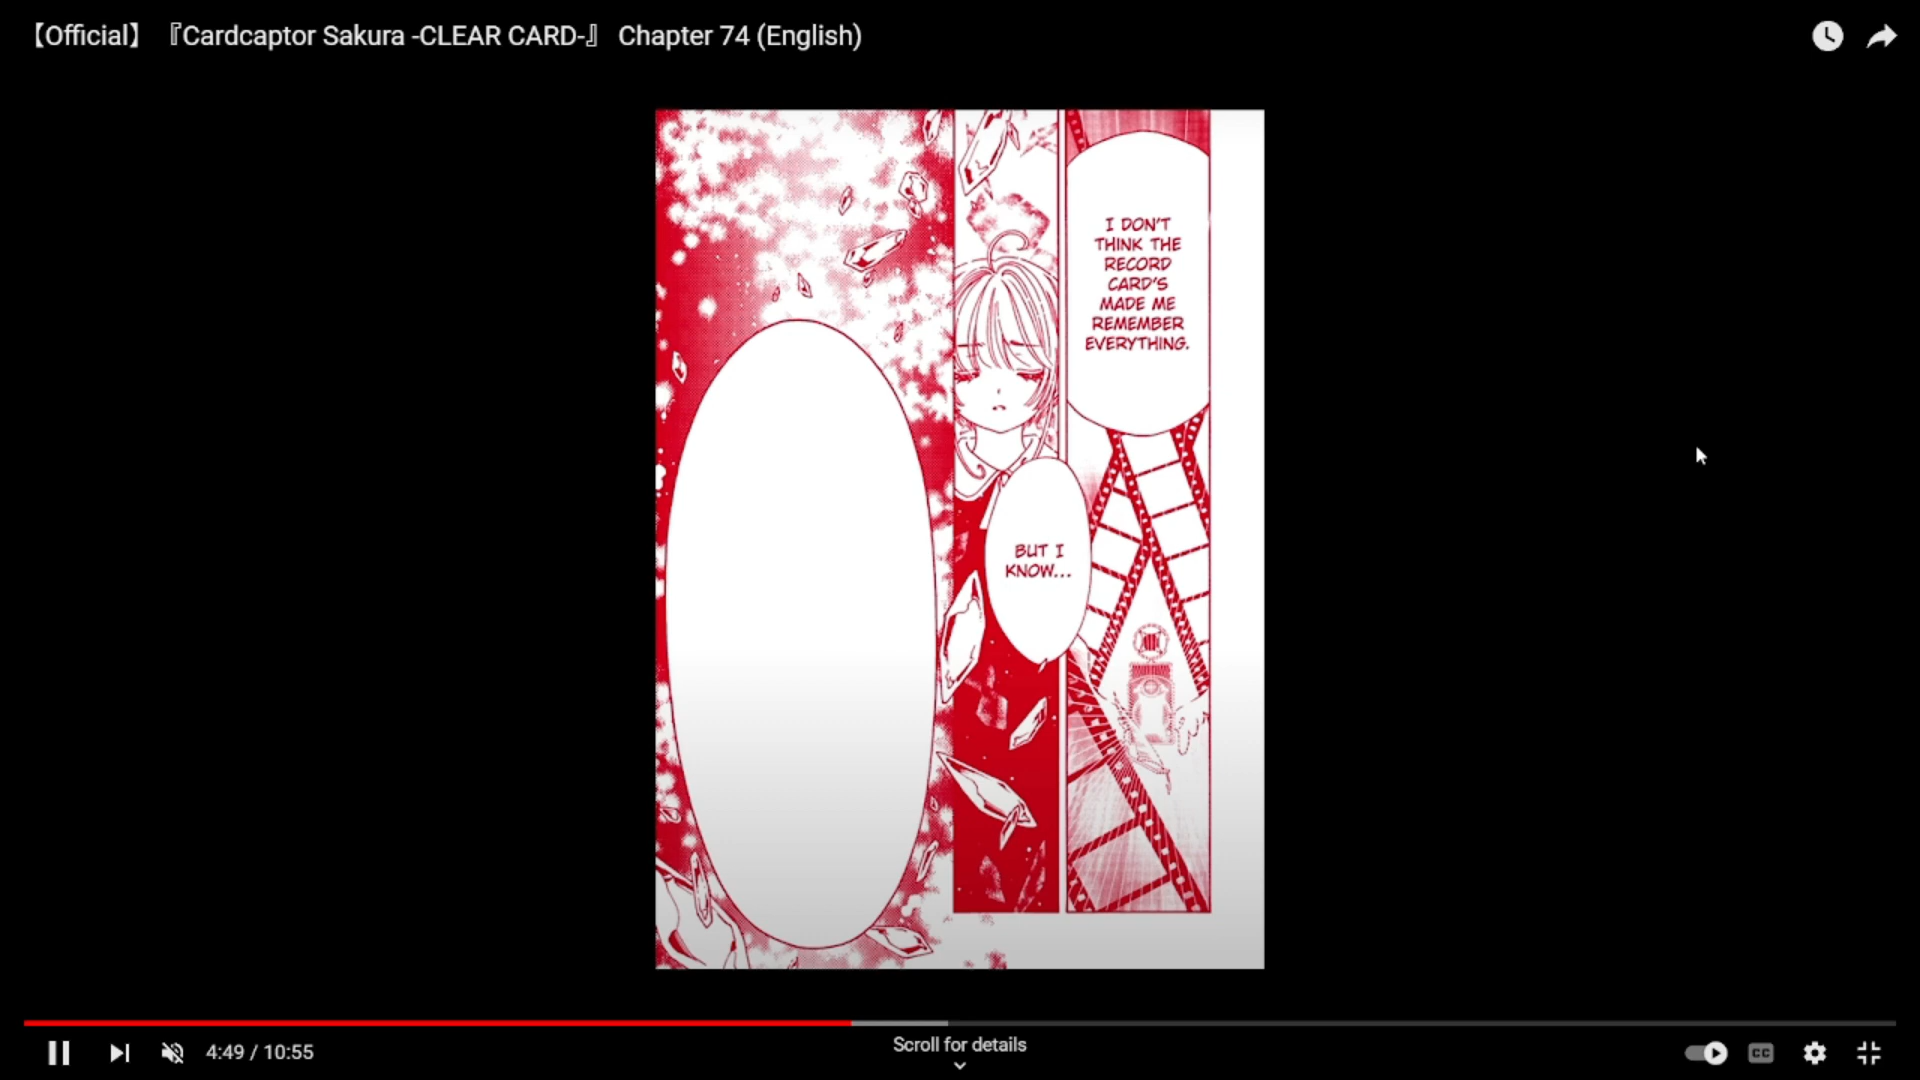 【Official】 『Cardcaptor Sakura -CLEAR CARD-』 Chapter 74 (English)
I DON'T
THINK THE
RECORD
CARD'S
MADE ME
REMEMBER
EVERYTHING.
BUT I
KNOW...
4:49 / 10:55
Scroll for details
CC